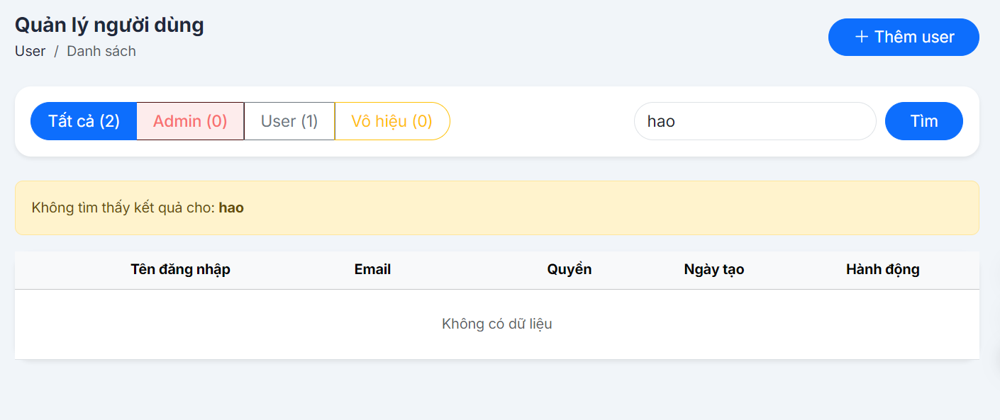 Quản lý người dùng
+ Thêm user
User / Danh sách
Tất cả (2) Admin (0) User (1) Vô hiệu (0) hao Tìm
Không tìm thấy kết quả cho: hao
Tên đăng nhập Email Quyền Ngày tạo Hành động
Không có dữ liệu